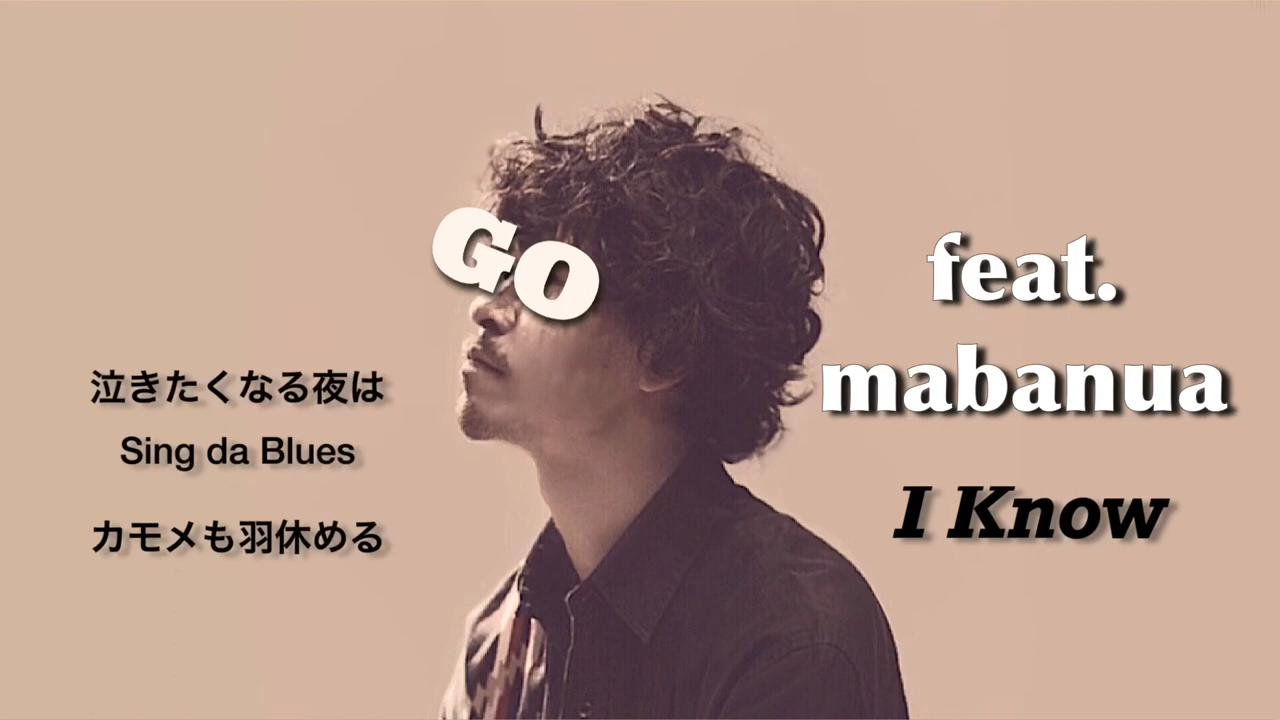 GO
泣きたくなる夜は
Sing da Blues
カモメも羽休める
feat.
mabanua
I Know